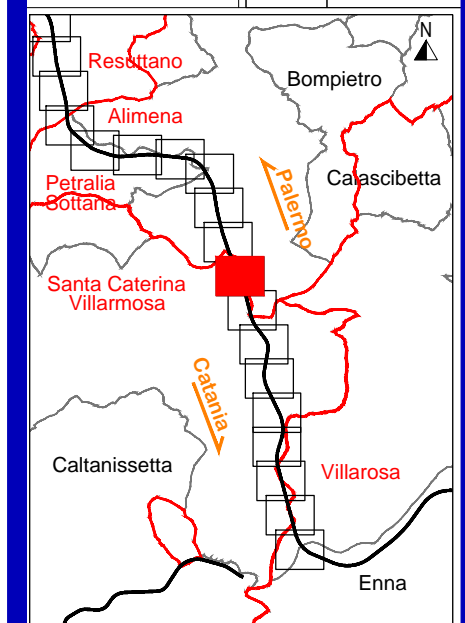 N
Resuttano
Bompietro
Alimena
Petralia
Sottana
Palermo
Calascibetta
Santa Caterina
Villarmosa
Catania
Caltanissetta
Villarosa
Enna